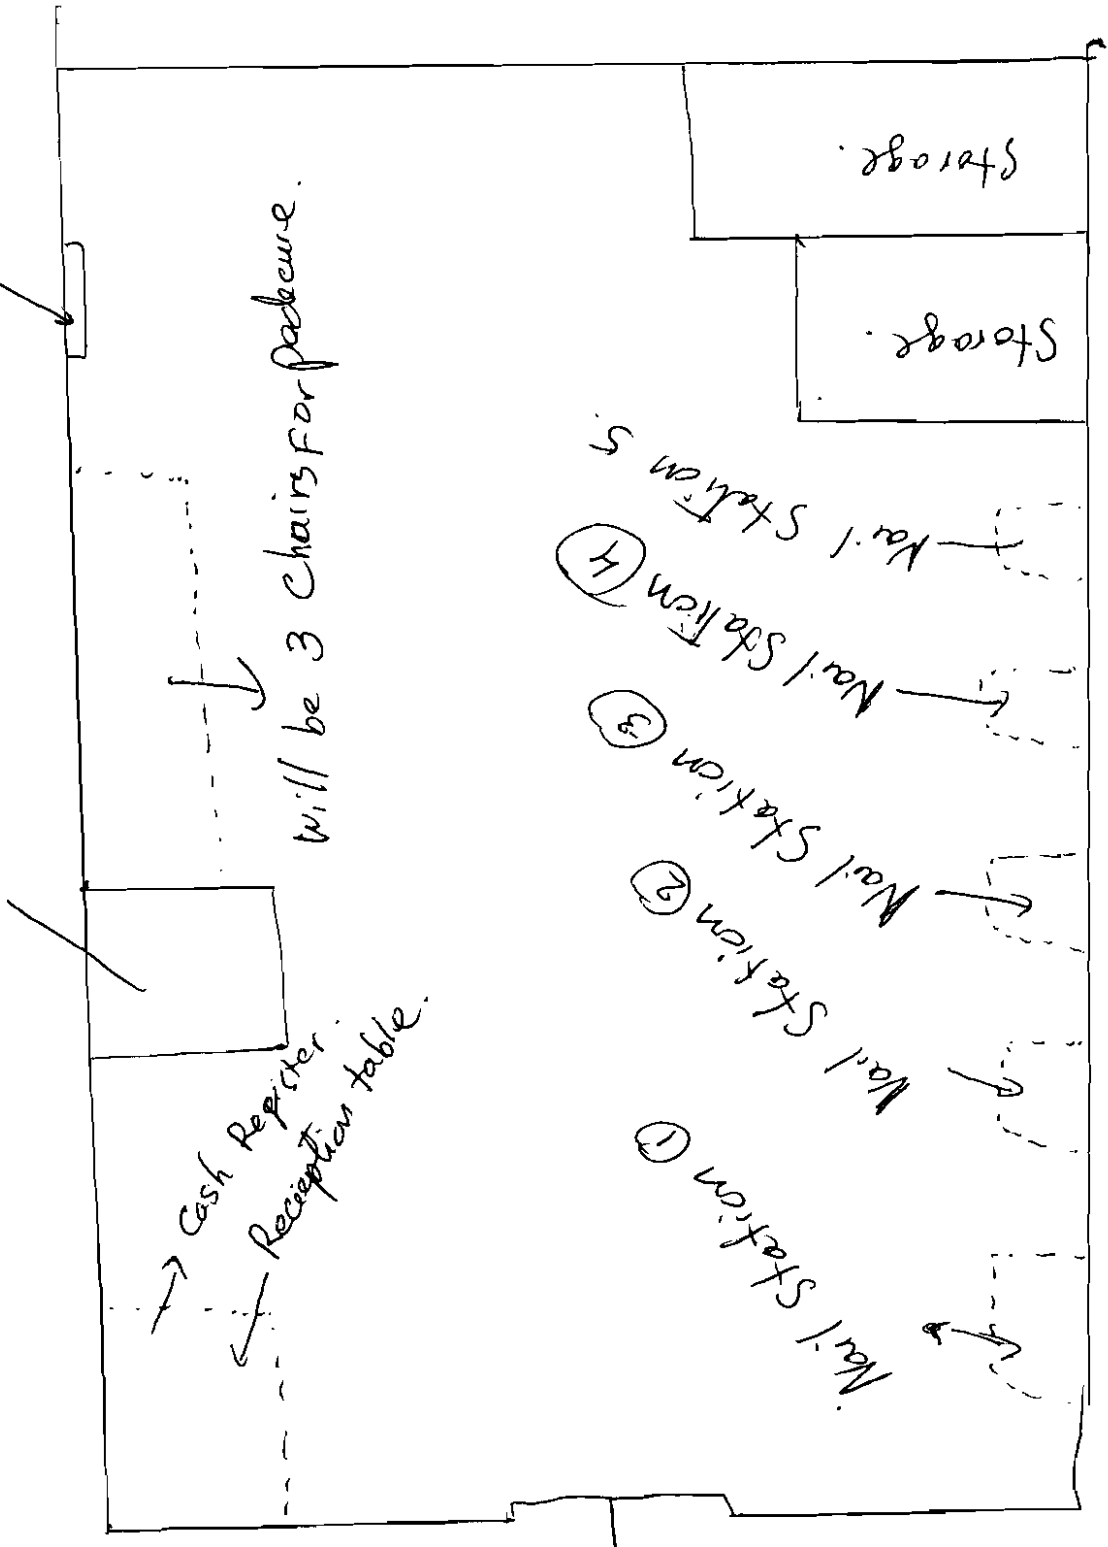 Storage.
Storage.
will be 3 Chairs For padecure.
Nail Station 5.
Nail Station 4
Nail Station 3
Nail Station 2
Nail Station 1
Cash Register.
Reception table.